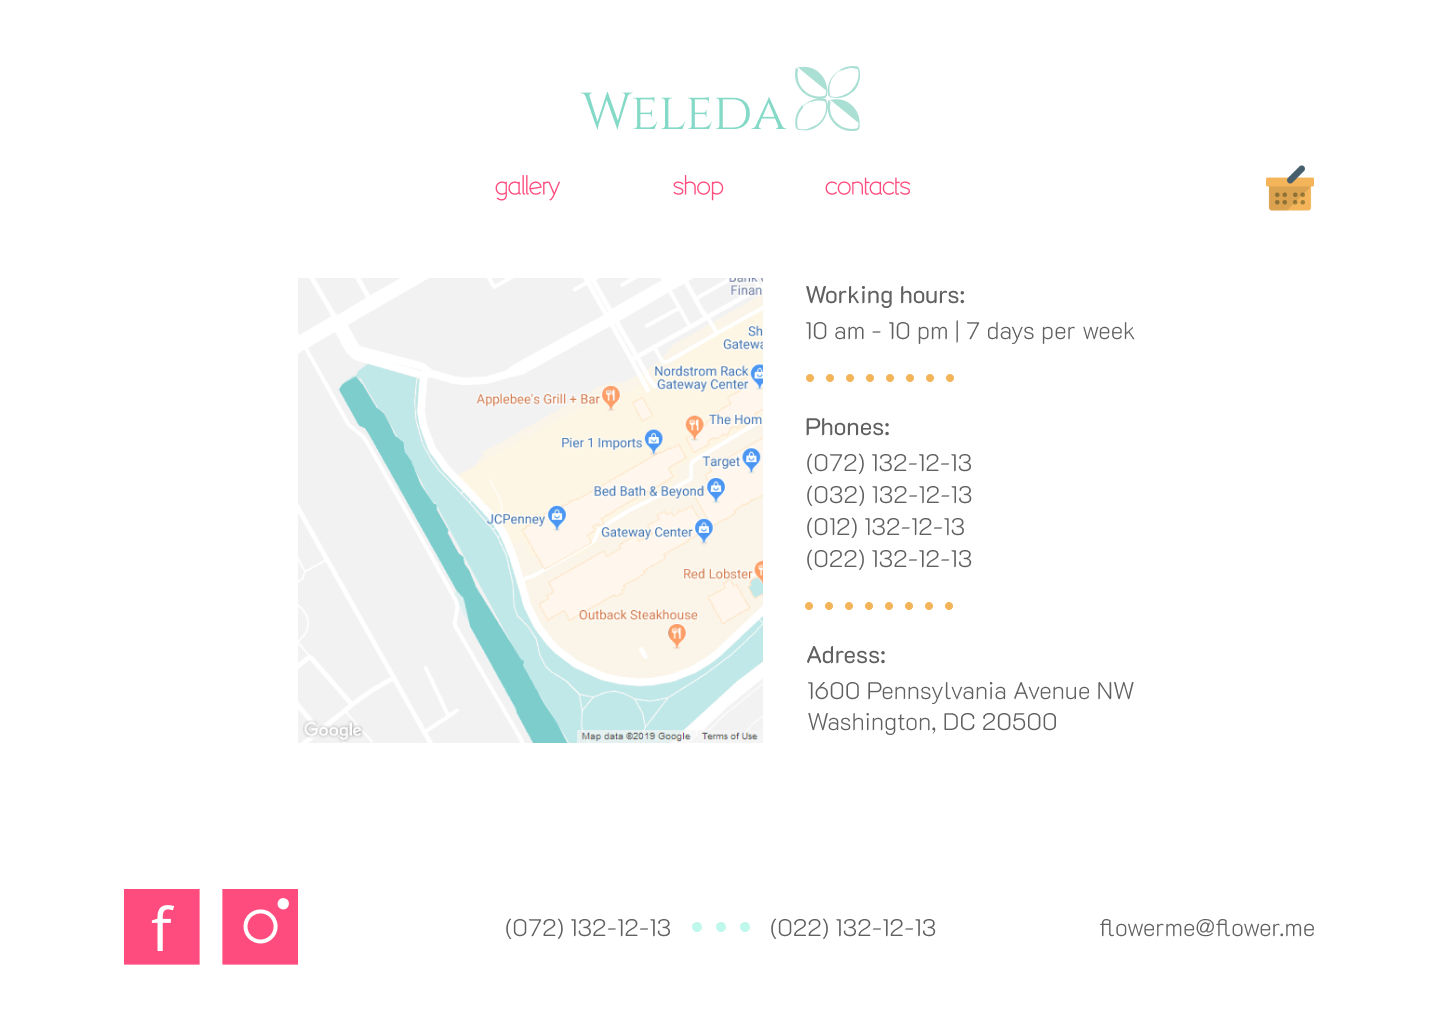 WELEDA
gallery
shop
contacts
Bank
Finan
Sh
Gatewa
Nordstrom Rack
Gateway Center
Applebee's Grill + Bar
The Hom
Pier 1 Imports
Target
Bed Bath & Beyond
JCPenney
Gateway Center
Red Lobster
Outback Steakhouse
Google
Map data ©2019 Google
Terms of Use
Working hours:
10 am - 10 pm | 7 days per week
Phones:
(072) 132-12-13
(032) 132-12-13
(012) 132-12-13
(022) 132-12-13
Adress:
1600 Pennsylvania Avenue NW
Washington, DC 20500
f
(072) 132-12-13
(022) 132-12-13
flowerme@flower.me